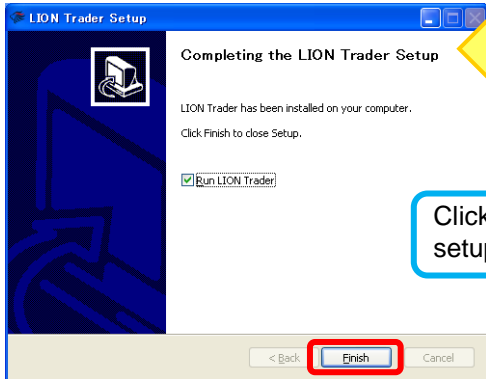 LION Trader Setup
Completing the LION Trader Setup
LION Trader has been installed on your computer.
Click Finish to close Setup.
Run LION Trader
Click
setup
< Back
Finish
Cancel